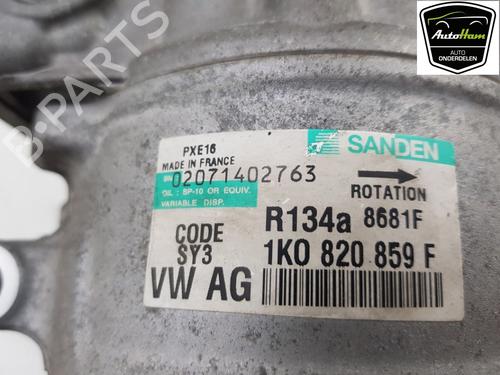 AutoHam
AUTO
ONDERDELEN
PXE16
MADE IN FRANCE
SANDEN
SN 02071402763
OIL : SP-10 OR EQUIV.
VARIABLE DISP.
ROTATION
R134a 8681F
CODE
SY3
1K0 820 859 F
VW AG